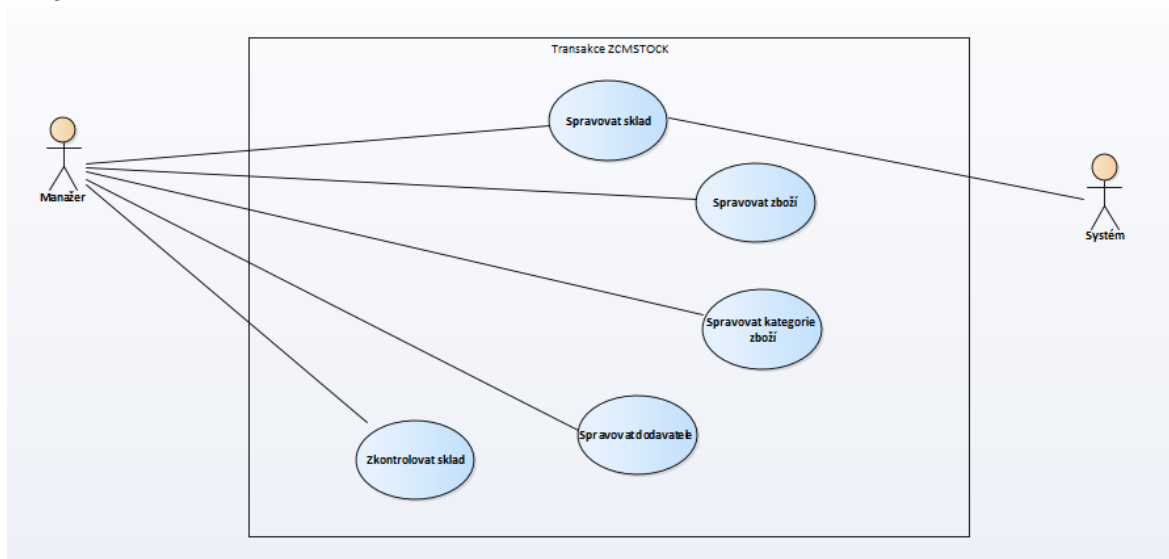 Transakce ZCMSTOCK
Spravovat sklad
Manažer
Spravovat zboží
Systém
Spravovat kategorie
zboží
Spravovat dodavatele
Zkontrolovat sklad